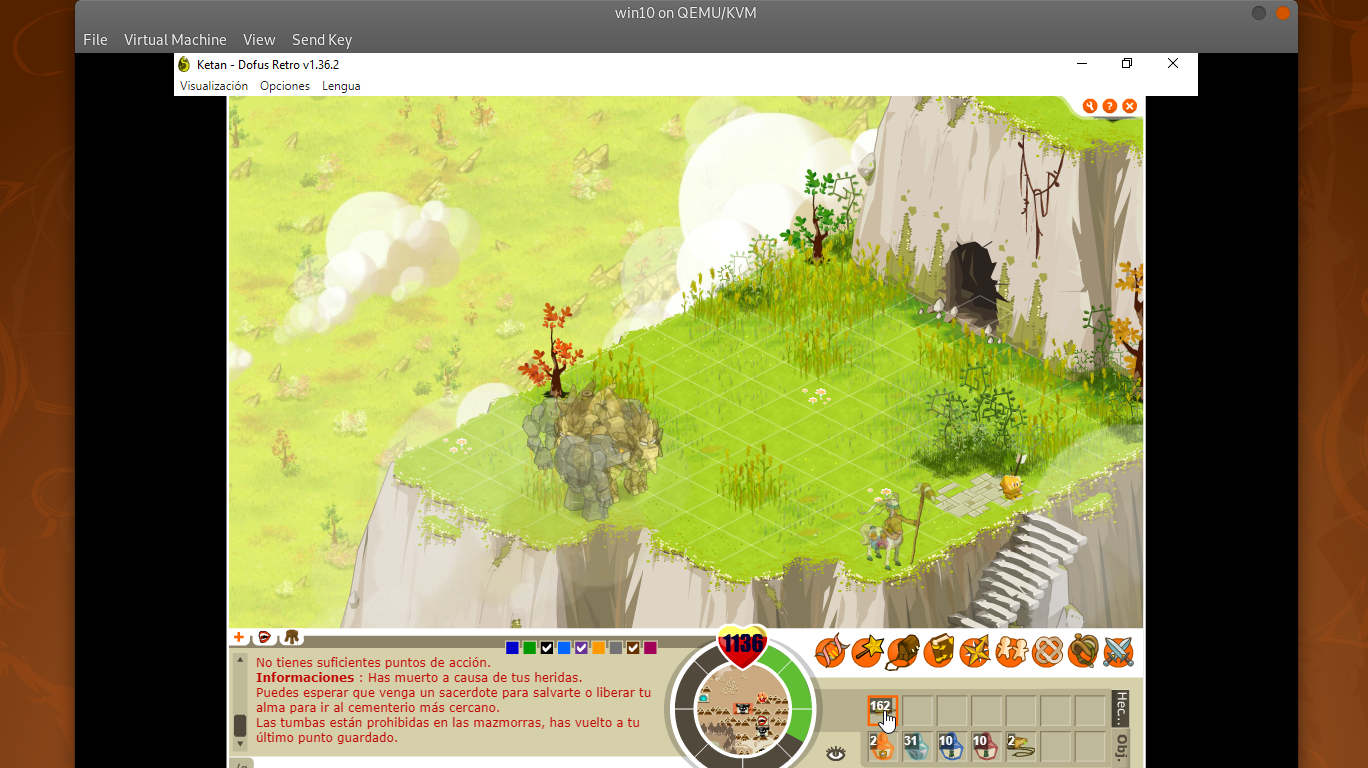 win10 on QEMU/KVM
File Virtual Machine View Send Key
Ketan - Dofus Retro v1.36.2
Visualización Opciones Lengua
No tienes suficientes puntos de acción.
Informaciones : Has muerto a causa de tus heridas.
Puedes esperar que venga un sacerdote para salvarte o liberar tu
alma para ir al cementerio más cercano.
Las tumbas están prohibidas en las mazmorras, has vuelto a tu
último punto guardado.
1136
162
Hec...
2 31 10 10 2
Obj.